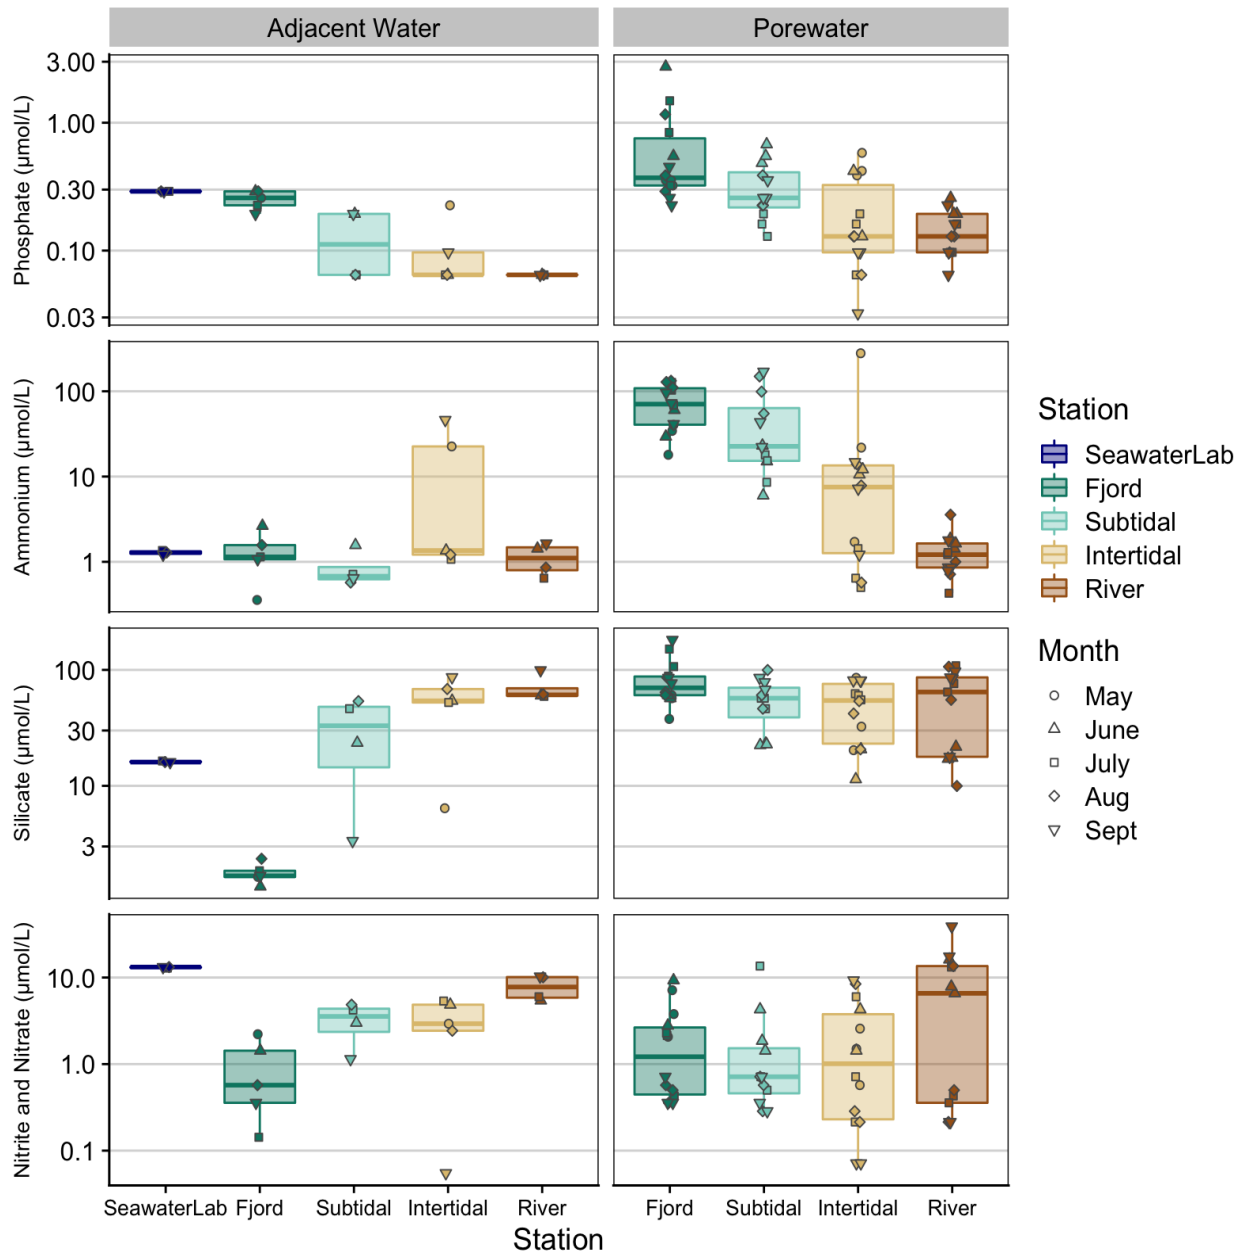 Adjacent Water
Porewater
Phosphate (μmol/L)
3.00
1.00
0.30
0.10
0.03
Ammonium (μmol/L)
100
10
1
Silicate (μmol/L)
100
30
10
3
Nitrite and Nitrate (μmol/L)
10.0
1.0
0.1
SeawaterLab Fjord Subtidal Intertidal River
Fjord Subtidal Intertidal River
Station
Station
SeawaterLab
Fjord
Subtidal
Intertidal
River
Month
May
June
July
Aug
Sept